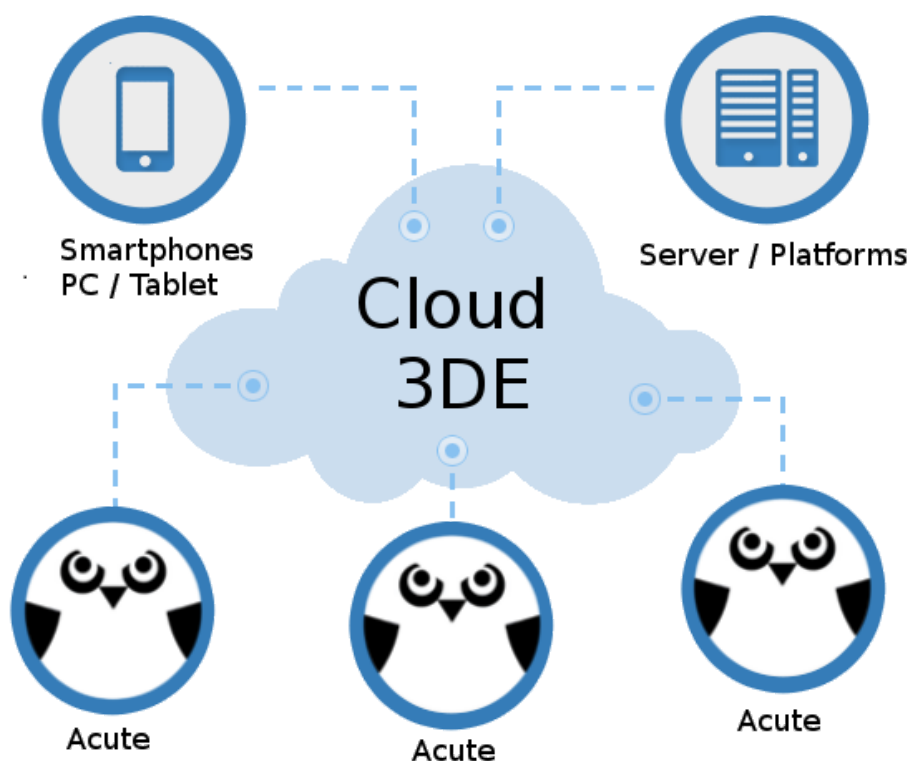 Smartphones
PC / Tablet
Server / Platforms
Cloud
3DE
Acute
Acute
Acute